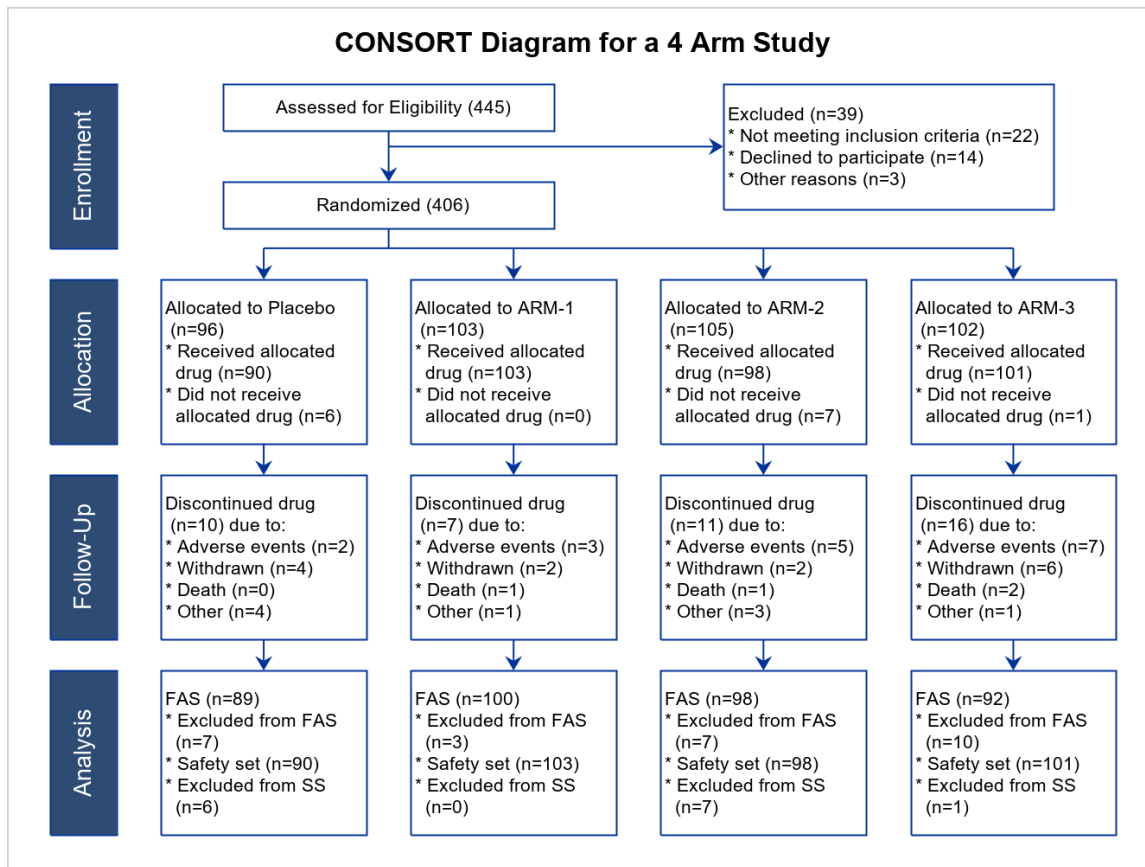 CONSORT Diagram for a 4 Arm Study
Enrollment
Assessed for Eligibility (445)
Excluded (n=39)
* Not meeting inclusion criteria (n=22)
* Declined to participate (n=14)
* Other reasons (n=3)
Randomized (406)
Allocation
Allocated to Placebo
(n=96)
* Received allocated
drug (n=90)
* Did not receive
allocated drug (n=6)
Allocated to ARM-1
(n=103)
* Received allocated
drug (n=103)
* Did not receive
allocated drug (n=0)
Allocated to ARM-2
(n=105)
* Received allocated
drug (n=98)
* Did not receive
allocated drug (n=7)
Allocated to ARM-3
(n=102)
* Received allocated
drug (n=101)
* Did not receive
allocated drug (n=1)
Follow-Up
Discontinued drug
(n=10) due to:
* Adverse events (n=2)
* Withdrawn (n=4)
* Death (n=0)
* Other (n=4)
Discontinued drug
(n=7) due to:
* Adverse events (n=3)
* Withdrawn (n=2)
* Death (n=1)
* Other (n=1)
Discontinued drug
(n=11) due to:
* Adverse events (n=5)
* Withdrawn (n=2)
* Death (n=1)
* Other (n=3)
Discontinued drug
(n=16) due to:
* Adverse events (n=7)
* Withdrawn (n=6)
* Death (n=2)
* Other (n=1)
Analysis
FAS (n=89)
* Excluded from FAS
(n=7)
* Safety set (n=90)
* Excluded from SS
(n=6)
FAS (n=100)
* Excluded from FAS
(n=3)
* Safety set (n=103)
* Excluded from SS
(n=0)
FAS (n=98)
* Excluded from FAS
(n=7)
* Safety set (n=98)
* Excluded from SS
(n=7)
FAS (n=92)
* Excluded from FAS
(n=10)
* Safety set (n=101)
* Excluded from SS
(n=1)